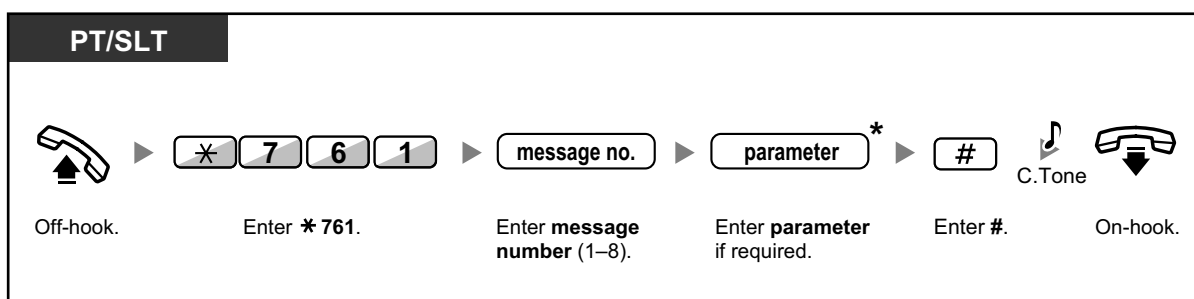 PT/SLT
* 7 6 1
message no.
parameter
*
#
C.Tone
Off-hook.
Enter * 761.
Enter message
number (1–8).
Enter parameter
if required.
Enter #.
On-hook.